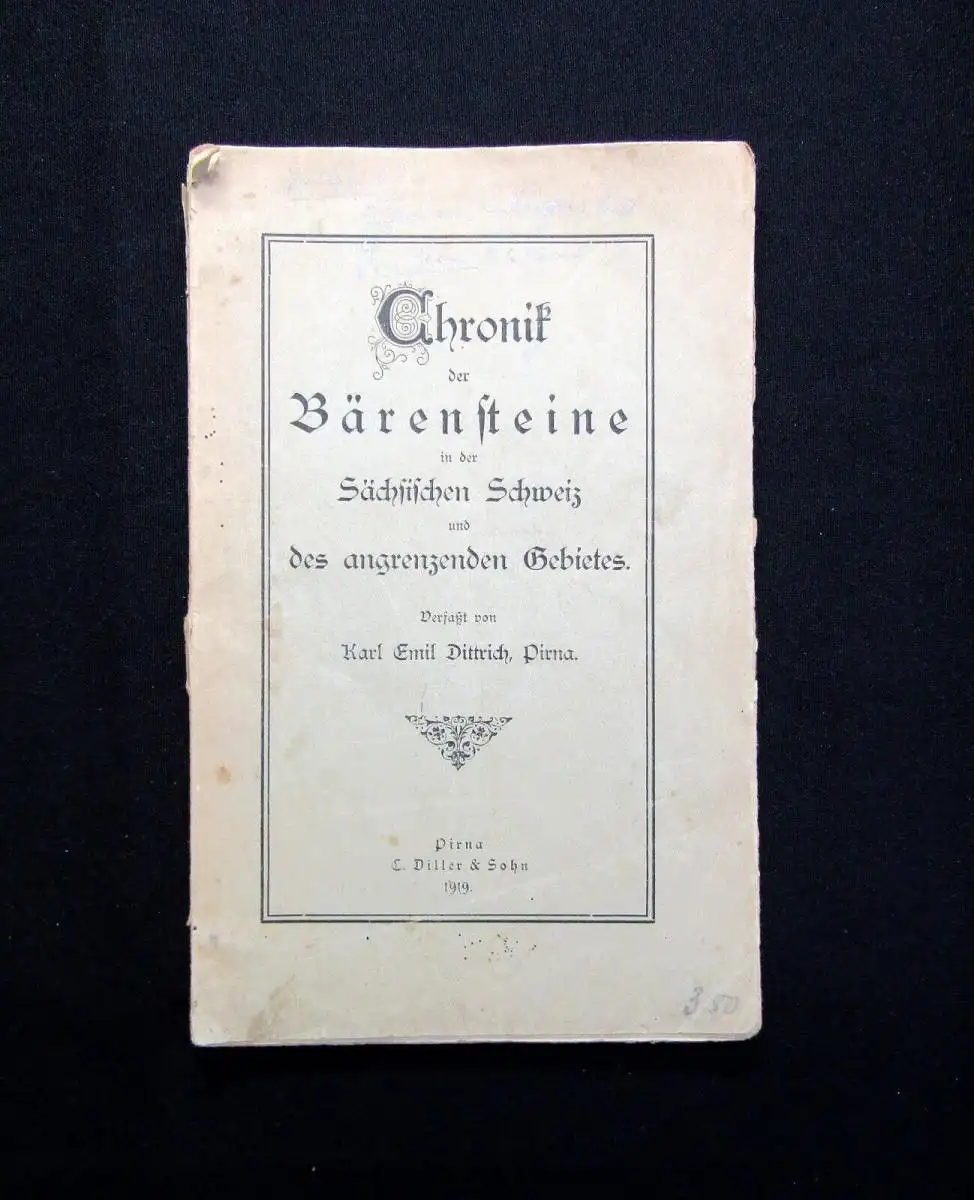 Chronik
der
Bärenſteine
in der
Sächſiſchen Schweiz
und
des angrenzenden Gebietes.
Verfaßt von
Karl Emil Dittrich, Pirna.
Pirna
C. Diller & Sohn
1919.
3.50